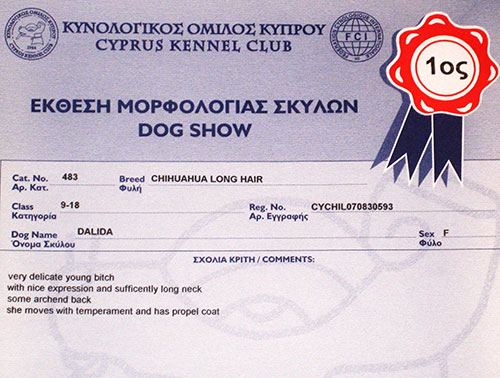 ΚΥΝΟΛΟΓΙΚΟΣ ΟΜΙΛΟΣ ΚΥΠΡΟΥ
CYPRUS KENNEL CLUB
FCI
1ος
ΕΚΘΕΣΗ ΜΟΡΦΟΛΟΓΙΑΣ ΣΚΥΛΩΝ
DOG SHOW
Cat. No. 483 Breed CHIHUAHUA LONG HAIR
Αρ. Κατ. Φυλή
Class 9-18 Reg. No. CYCHIL070830593
Κατηγορία Αρ. Εγγραφής
Dog Name DALIDA Sex F
Όνομα Σκύλου Φύλο
ΣΧΟΛΙΑ ΚΡΙΤΗ / COMMENTS:
very delicate young bitch
with nice expression and sufficently long neck
some archend back
she moves with temperament and has propel coat